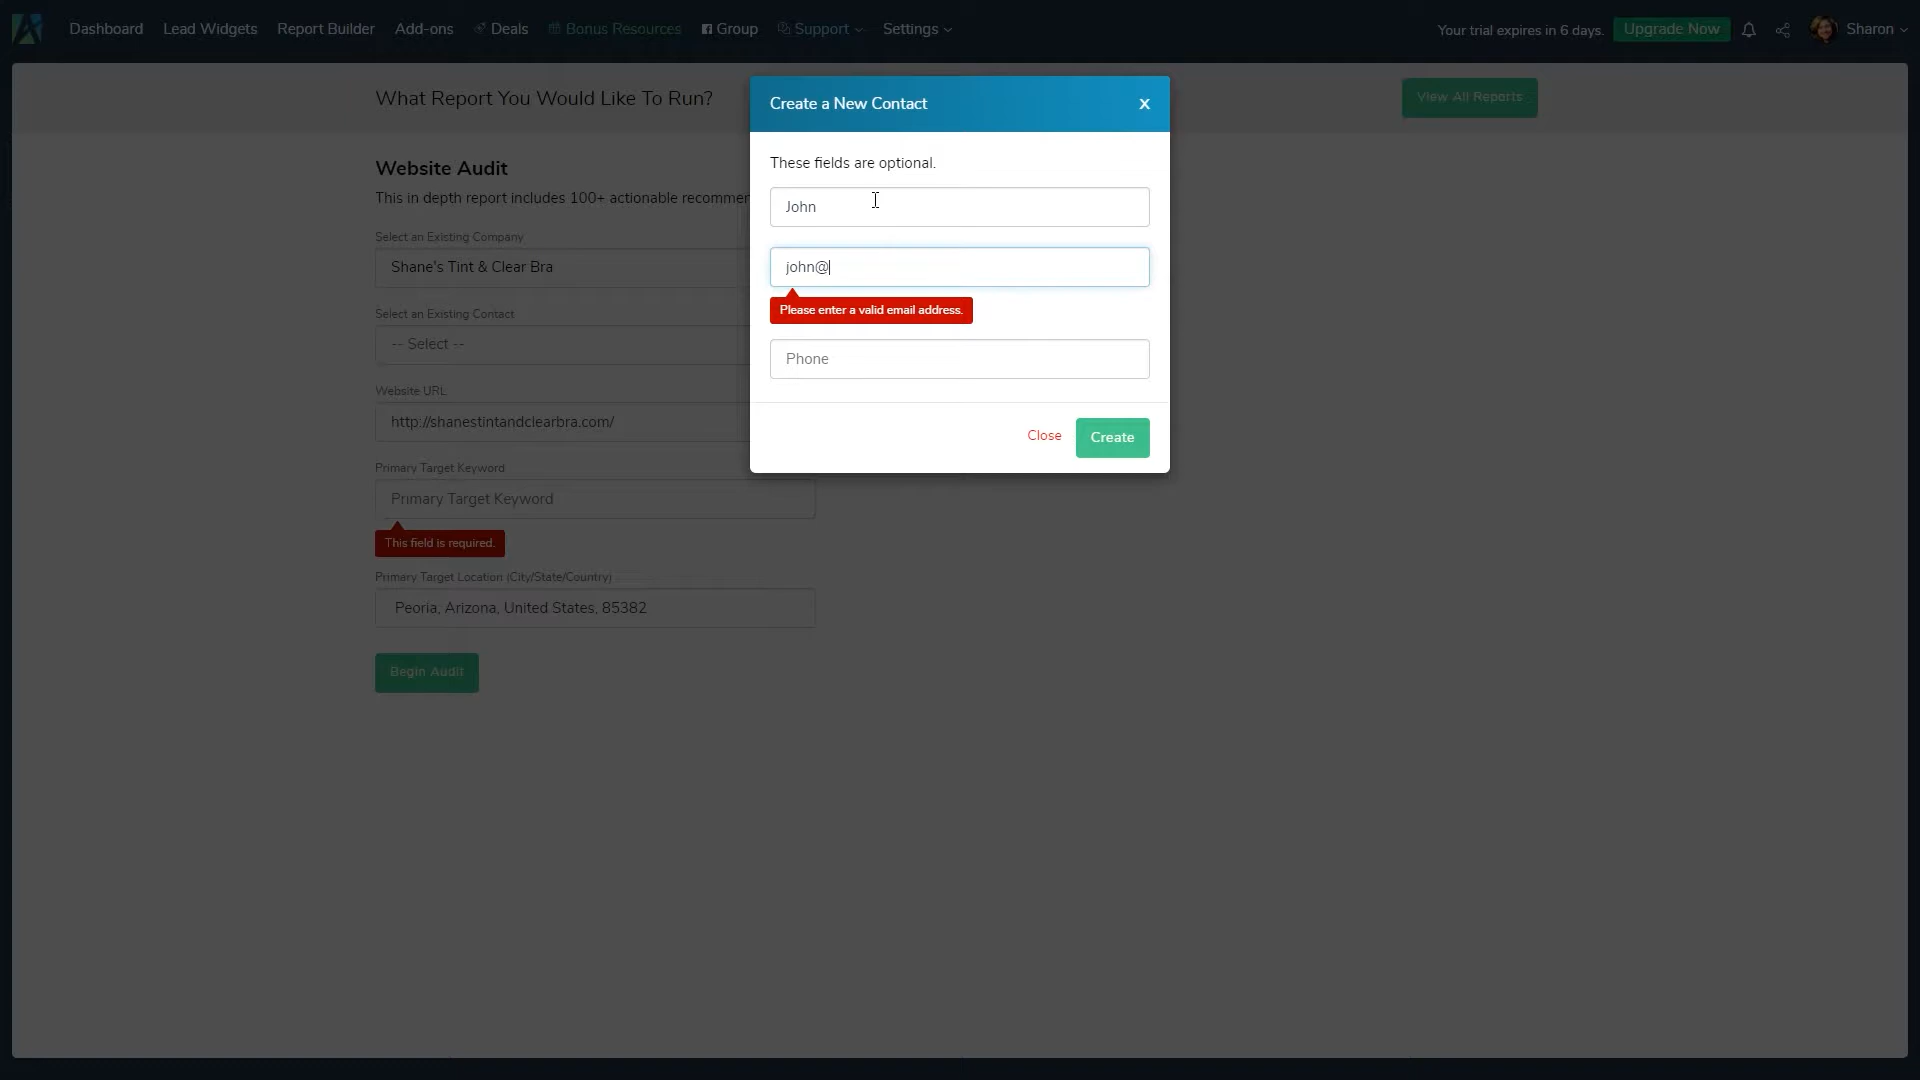 Dashboard Lead Widgets Report Builder Add-ons Deals Bonus Resources Group Support Settings Your trial expires in 6 days. Upgrade Now Sharon
What Report You Would Like To Run? View All Reports
Create a New Contact X
These fields are optional.
John
john@
Please enter a valid email address.
Phone
Close Create
Website Audit
This in depth report includes 100+ actionable
Select an Existing Company
Shane's Tint & Clear Bra
Select an Existing Contact
-- Select --
Website URL
http://shanestintandclearbra.com/
Primary Target Keyword
Primary Target Keyword
This field is required.
Primary Target Location (City/State/Country)
Peoria, Arizona, United States, 85382
Begin Audit